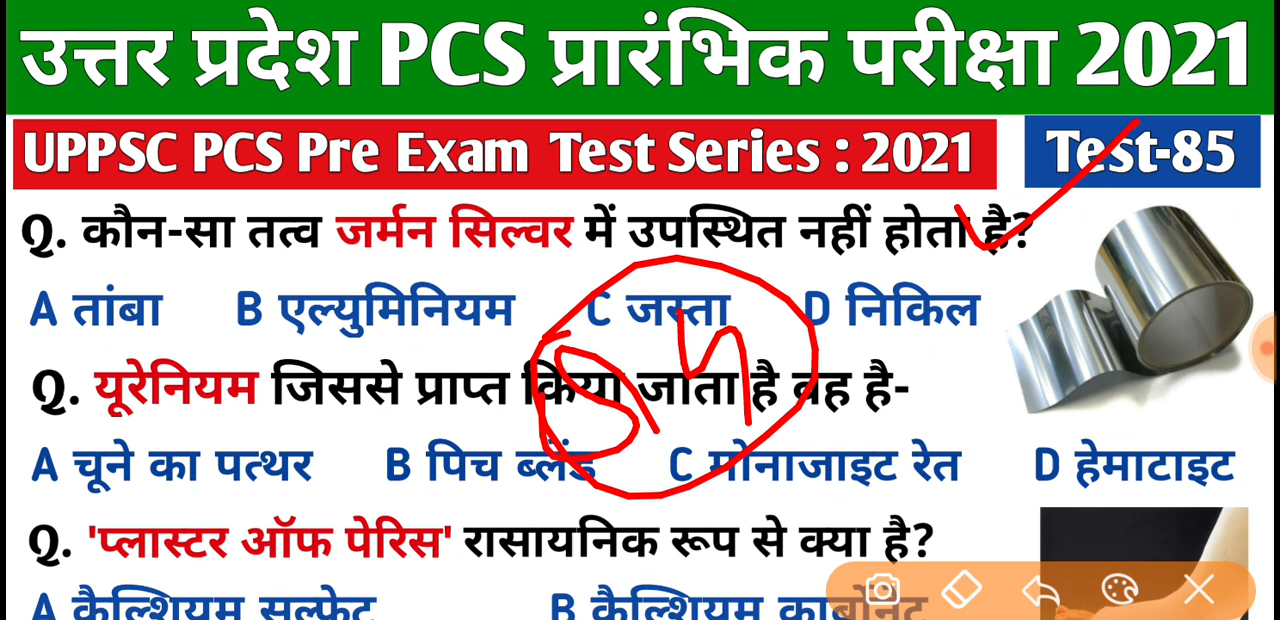 उत्तर प्रदेश PCS प्रारंभिक परीक्षा 2021
UPPSC PCS Pre Exam Test Series : 2021 Test-85
Q. कौन-सा तत्व जर्मन सिल्वर में उपस्थित नहीं होता है?
A तांबा B एल्युमिनियम C जस्ता D निकिल
Q. यूरेनियम जिससे प्राप्त किया जाता है वह है-
A चूने का पत्थर B पिच ब्लेंड C मोनाजाइट रेत D हेमाटाइट
Q. 'प्लास्टर ऑफ पेरिस' रासायनिक रूप से क्या है?
A कैल्शियम सल्फेट B कैल्शियम कार्बोनेट